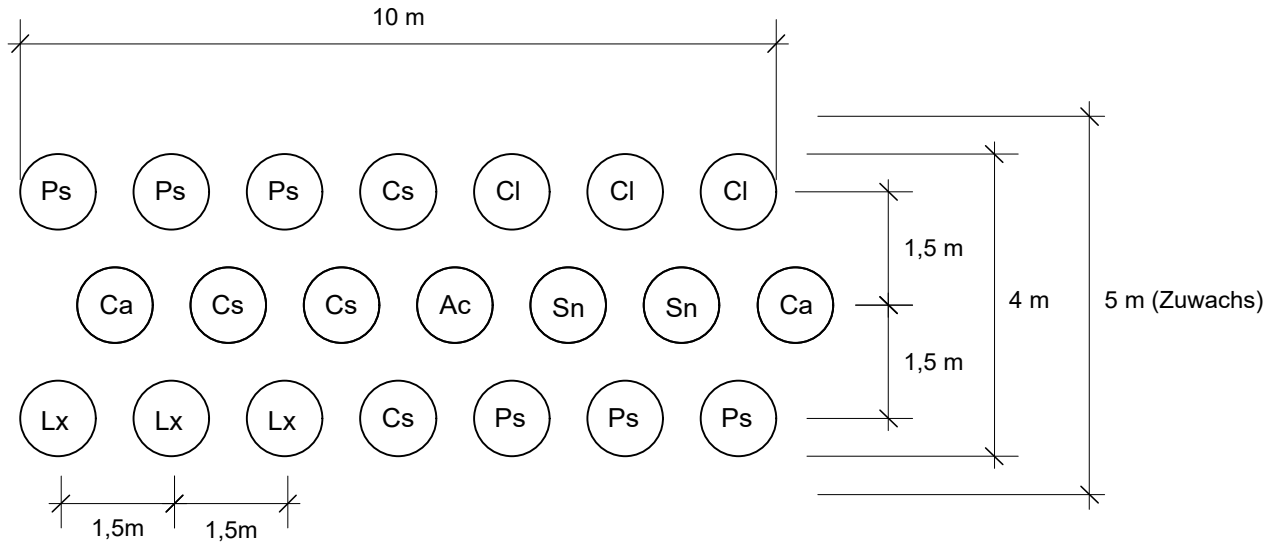 10 m
Ps Ps Ps Cs Cl Cl Cl
1,5 m
Ca Cs Cs Ac Sn Sn Ca
4 m
5 m (Zuwachs)
1,5 m
Lx Lx Lx Cs Ps Ps Ps
1,5m 1,5m